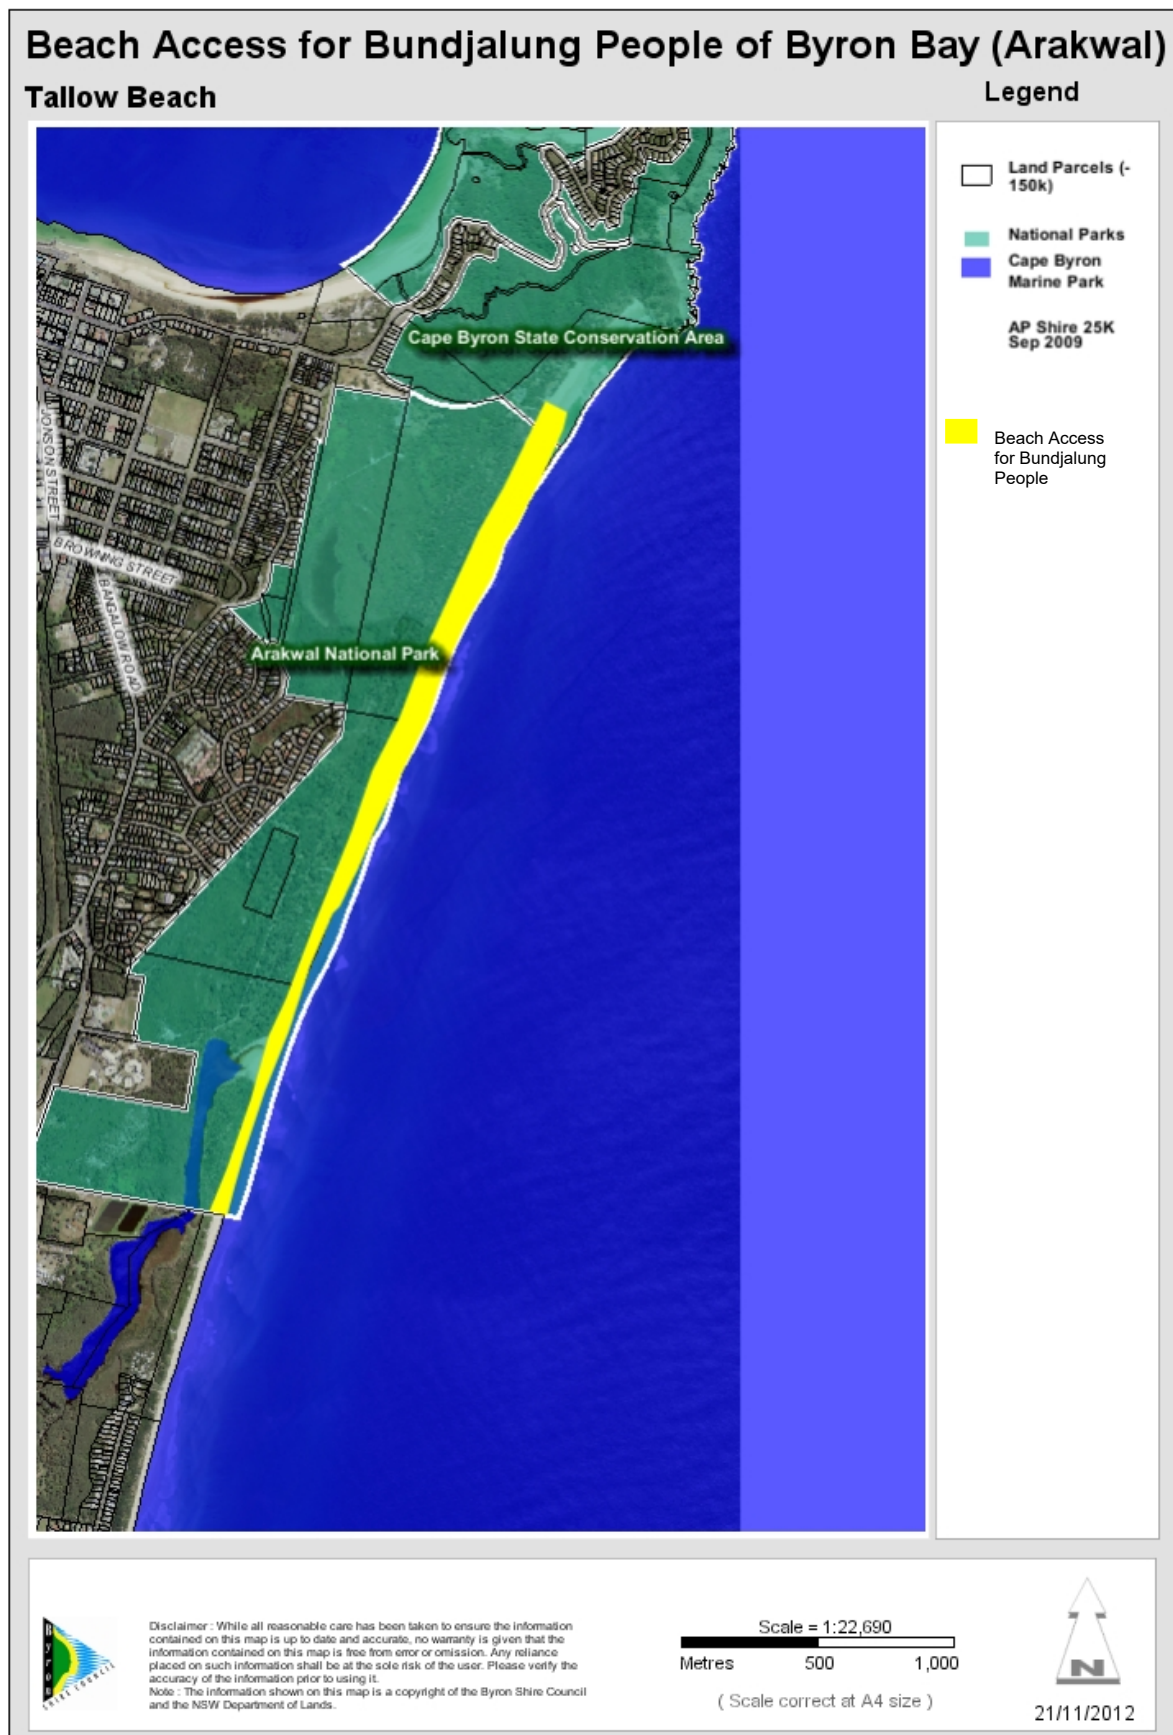 Beach Access for Bundjalung People of Byron Bay (Arakwal)
Tallow Beach
Legend
Land Parcels (-
150k)
National Parks
Cape Byron
Marine Park
AP Shire 25K
Sep 2009
Beach Access
for Bundjalung
People
Cape Byron State Conservation Area
JONSON STREET
BROWNING STREET
BANGALOW ROAD
Arakwal National Park
Byron
SHIRE COUNCIL
Disclaimer : While all reasonable care has been taken to ensure the information
contained on this map is up to date and accurate, no warranty is given that the
information contained on this map is free from error or omission. Any reliance
placed on such information shall be at the sole risk of the user. Please verify the
accuracy of the information prior to using it.
Note : The information shown on this map is a copyright of the Byron Shire Council
and the NSW Department of Lands.
Scale = 1:22,690
Metres 500 1,000
( Scale correct at A4 size )
N
21/11/2012